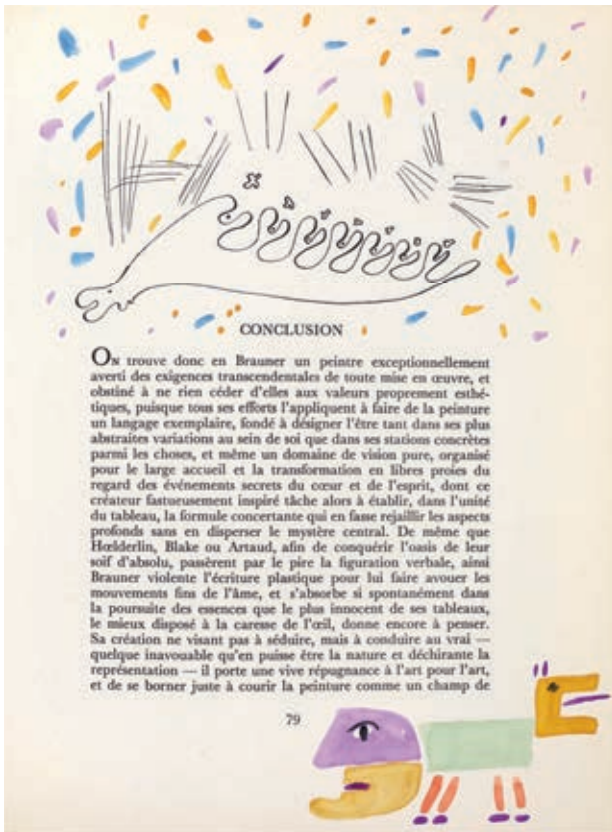 CONCLUSION
ON trouve donc en Brauner un peintre exceptionnellement
averti des exigences transcendentales de toute mise en œuvre, et
obstiné à ne rien céder d'elles aux valeurs proprement esthé-
tiques, puisque tous ses efforts l'appliquent à faire de la peinture
un langage exemplaire, fondé à désigner l'être tant dans ses plus
abstraites variations au sein de soi que dans ses stations concrètes
parmi les choses, et même un domaine de vision pure, organisé
pour le large accueil et la transformation en libres proies du
regard des événements secrets du cœur et de l'esprit, dont ce
créateur fastueusement inspiré tâche alors à établir, dans l'unité
du tableau, la formule concertante qui en fasse rejaillir les aspects
profonds sans en disperser le mystère central. De même que
Hœlderlin, Blake ou Artaud, afin de conquérir l'oasis de leur
soif d'absolu, passèrent par le pire la figuration verbale, ainsi
Brauner violente l'écriture plastique pour lui faire avouer les
mouvements fins de l'âme, et s'absorbe si spontanément dans
la poursuite des essences que le plus innocent de ses tableaux,
le mieux disposé à la caresse de l'œil, donne encore à penser.
Sa création ne visant pas à séduire, mais à conduire au vrai —
quelque inavouable qu'en puisse être la nature et déchirante la
représentation — il porte une vive répugnance à l'art pour l'art,
et de se borner juste à courir la peinture comme un champ de
79